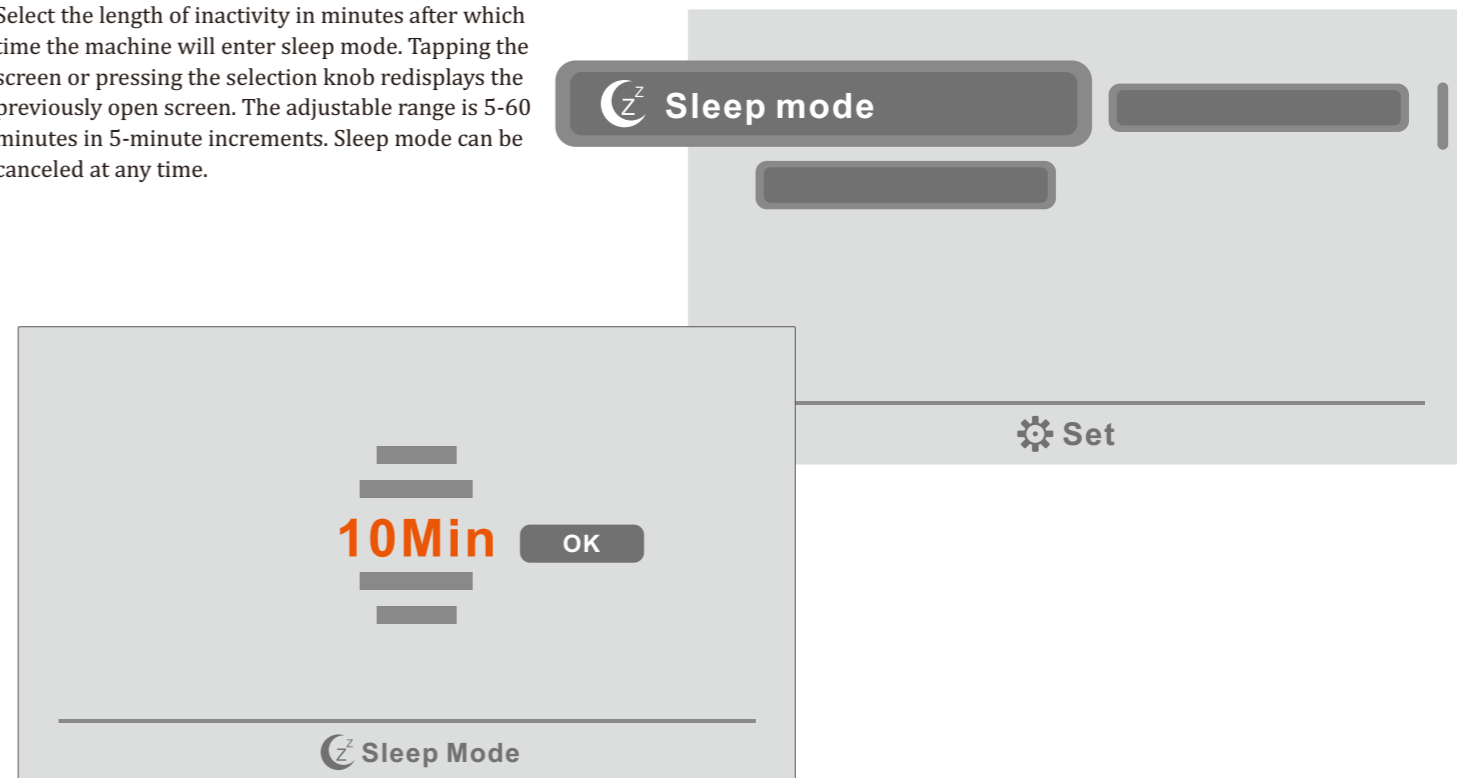 Select the length of inactivity in minutes after which
time the machine will enter sleep mode. Tapping the
screen or pressing the selection knob redisplays the
previously open screen. The adjustable range is 5-60
minutes in 5-minute increments. Sleep mode can be
canceled at any time.
Zz Sleep mode
Set
10Min
OK
Zz Sleep Mode